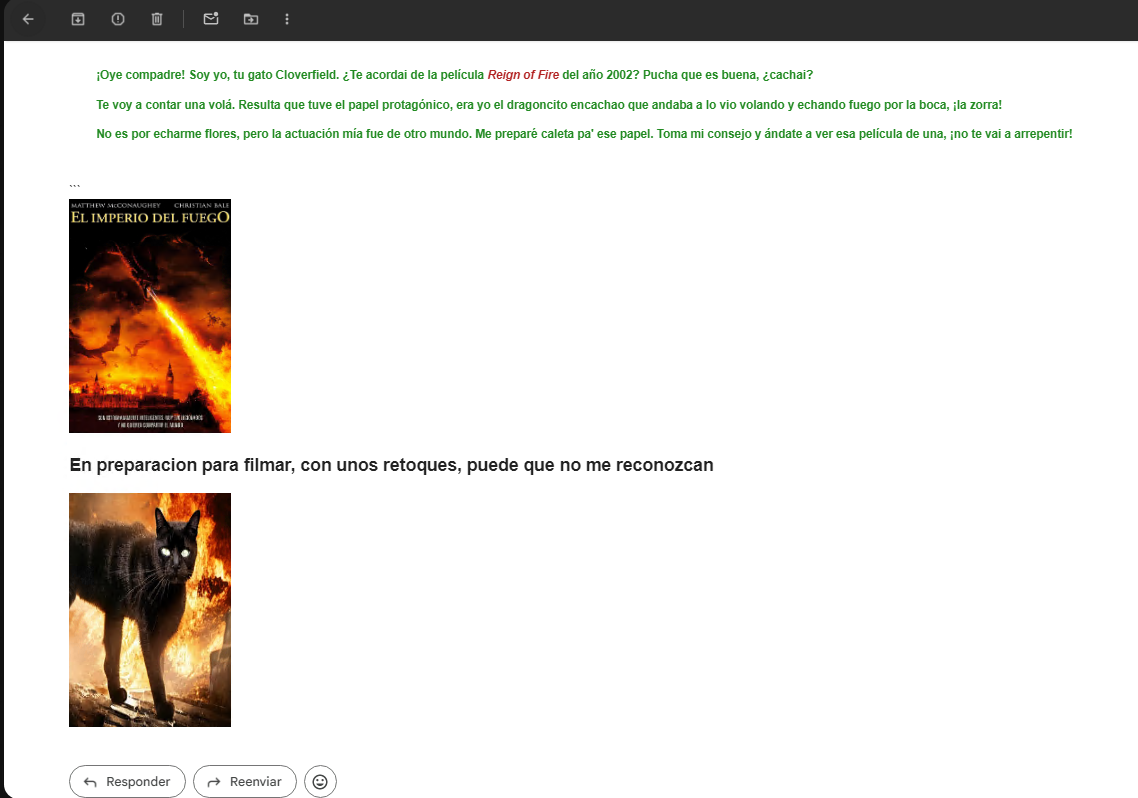 ¡Oye compadre! Soy yo, tu gato Cloverfield. ¿Te acordai de la película Reign of Fire del año 2002? Pucha que es buena, ¿cachai?
Te voy a contar una volá. Resulta que tuve el papel protagónico, era yo el dragoncito encachao que andaba a lo vio volando y echando fuego por la boca, ¡la zorra!
No es por echarme flores, pero la actuación mía fue de otro mundo. Me preparé caleta pa' ese papel. Toma mi consejo y ándate a ver esa película de una, ¡no te vai a arrepentir!
```
MATTHEW McCONAUGHEY CHRISTIAN BALE
EL IMPERIO DEL FUEGO
En preparacion para filmar, con unos retoques, puede que no me reconozcan
Responder
Reenviar